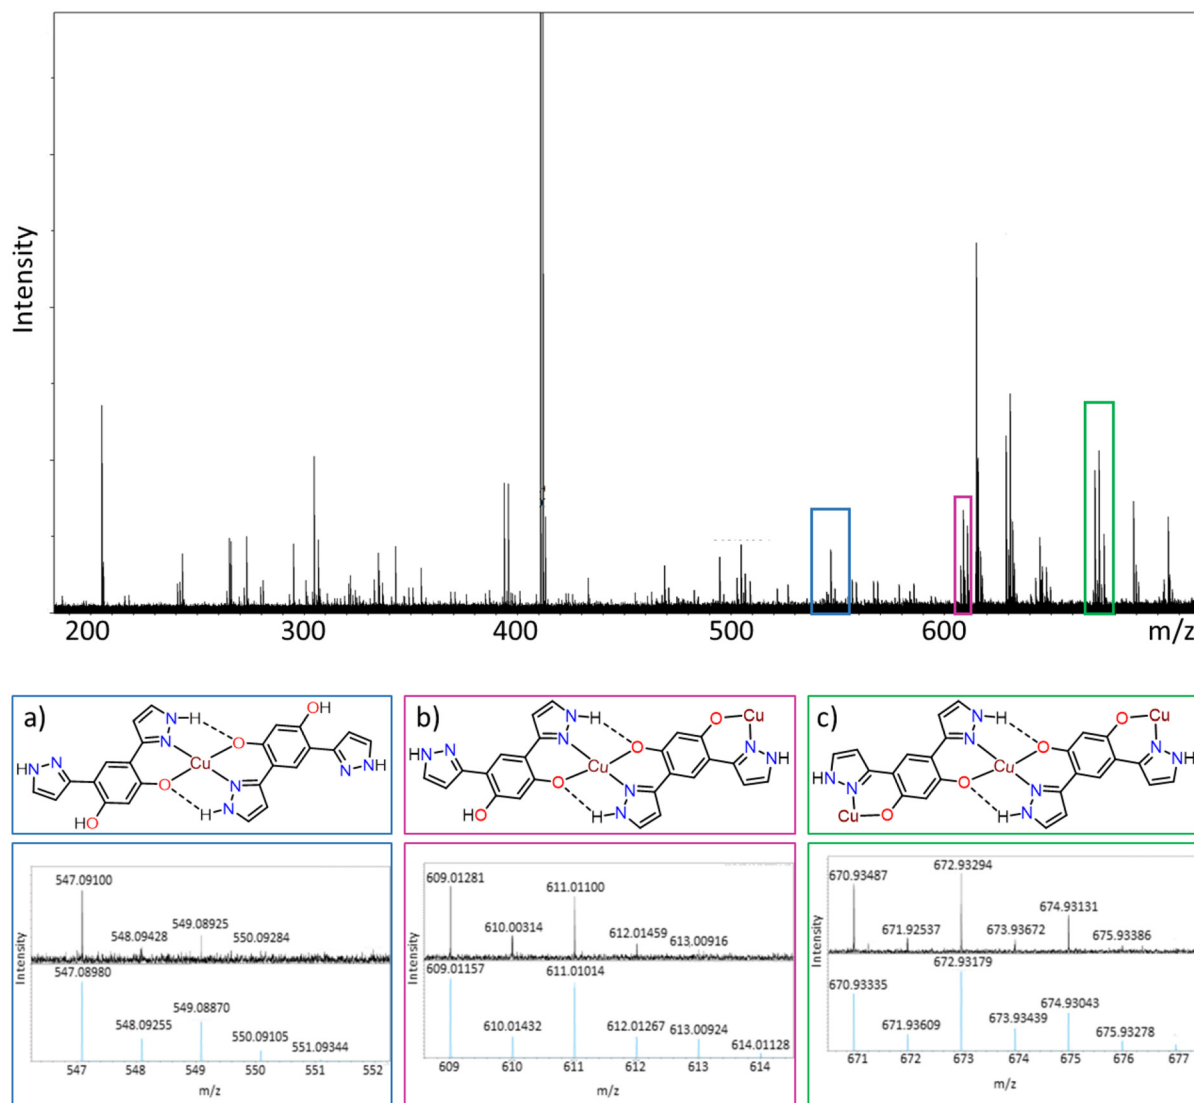 Intensity
200 300 400 500 600 m/z
a)
HN N N H O OH N O Cu N N H HO N NH
b)
HN N N H O O Cu N O Cu N N H HO N NH
c)
HN N Cu O N H O O Cu N O Cu N N H N NH
Intensity
547.09100
548.09428
549.08925
550.09284
547.08980
548.09255
549.08870
550.09105
551.09344
547 548 549 550 551 552
m/z
Intensity
609.01281
610.00314
611.01100
612.01459
613.00916
609.01157
610.01432
611.01014
612.01267
613.00924
614.01128
609 610 611 612 613 614
m/z
Intensity
670.93487
671.92537
672.93294
673.93672
674.93131
675.93386
670.93335
671.93609
672.93179
673.93439
674.93043
675.93278
671 672 673 674 675 676 677
m/z